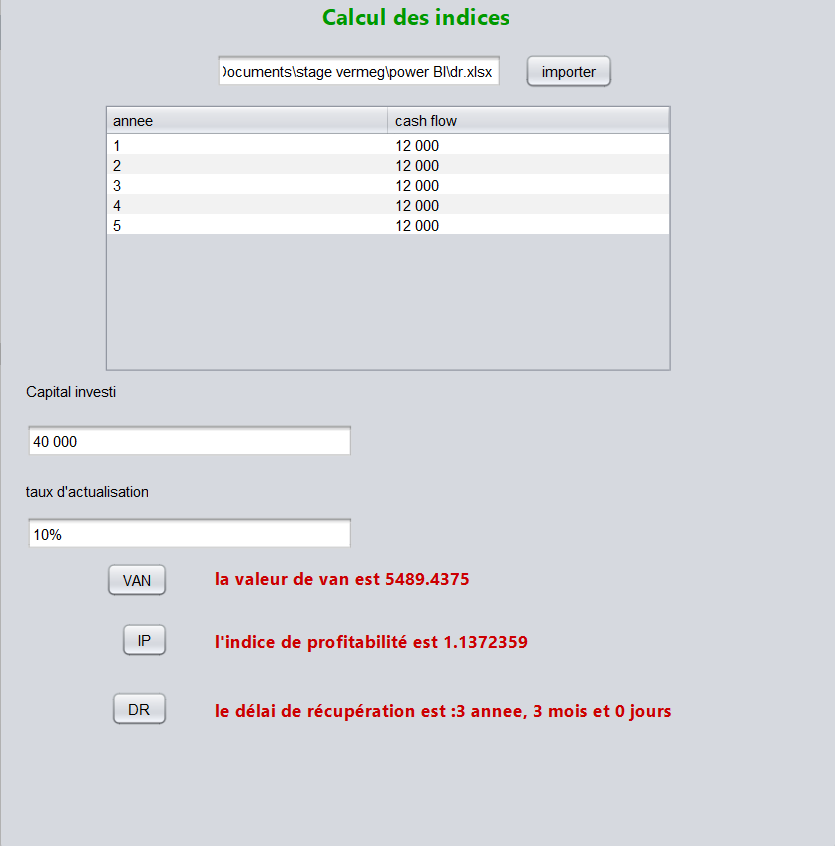 Calcul des indices
Documents\stage vermeg\power BI\dr.xlsx importer
annee cash flow
1 12 000
2 12 000
3 12 000
4 12 000
5 12 000
Capital investi
40 000
taux d'actualisation
10%
VAN la valeur de van est 5489.4375
IP l'indice de profitabilité est 1.1372359
DR le délai de récupération est :3 annee, 3 mois et 0 jours